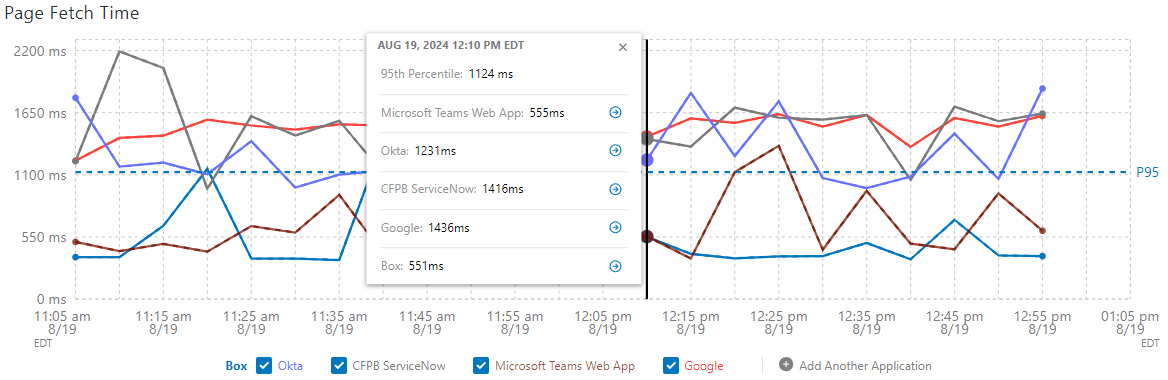 Page Fetch Time
2200 ms
1650 ms
1100 ms
550 ms
0 ms
AUG 19, 2024 12:10 PM EDT
95th Percentile: 1124 ms
Microsoft Teams Web App: 555ms
Okta: 1231ms
CFPB ServiceNow: 1416ms
Google: 1436ms
Box: 551ms
P95
11:05 am 11:15 am 11:25 am 11:35 am 11:45 am 11:55 am 12:05 pm 12:15 pm 12:25 pm 12:35 pm 12:45 pm 12:55 pm 01:05 pm
8/19 8/19 8/19 8/19 8/19 8/19 8/19 8/19 8/19 8/19 8/19 8/19 8/19
EDT EDT
Box Okta CFPB ServiceNow Microsoft Teams Web App Google Add Another Application